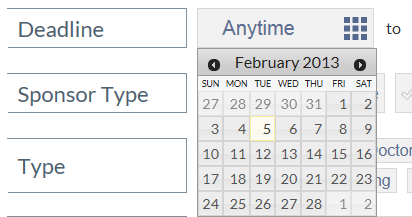 Deadline Anytime to
February 2013
SUN MON TUE WED THU FRI SAT
Sponsor Type 27 28 29 30 31 1 2
3 4 5 6 7 8 9
10 11 12 13 14 15 16 Doctor
Type 17 18 19 20 21 22 23
24 25 26 27 28 1 2